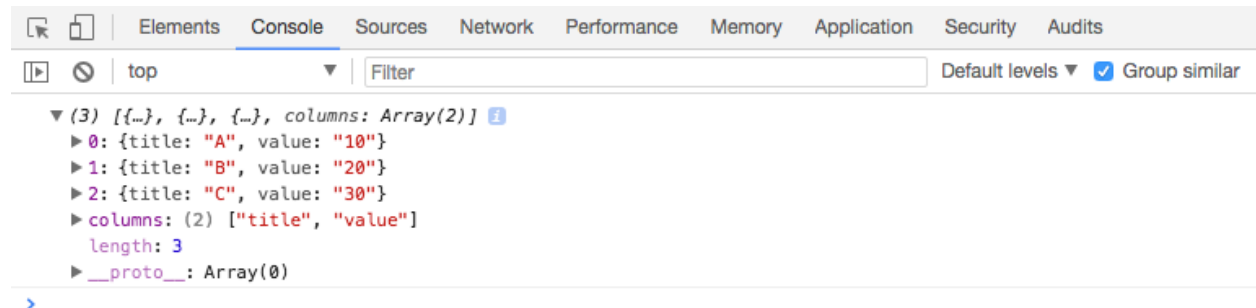 Elements Console Sources Network Performance Memory Application Security Audits
top ▼ Filter Default levels ▼ Group similar
▼ (3) [{…}, {…}, {…}, columns: Array(2)] i
▶ 0: {title: "A", value: "10"}
▶ 1: {title: "B", value: "20"}
▶ 2: {title: "C", value: "30"}
▶ columns: (2) ["title", "value"]
length: 3
▶ __proto__: Array(0)
>